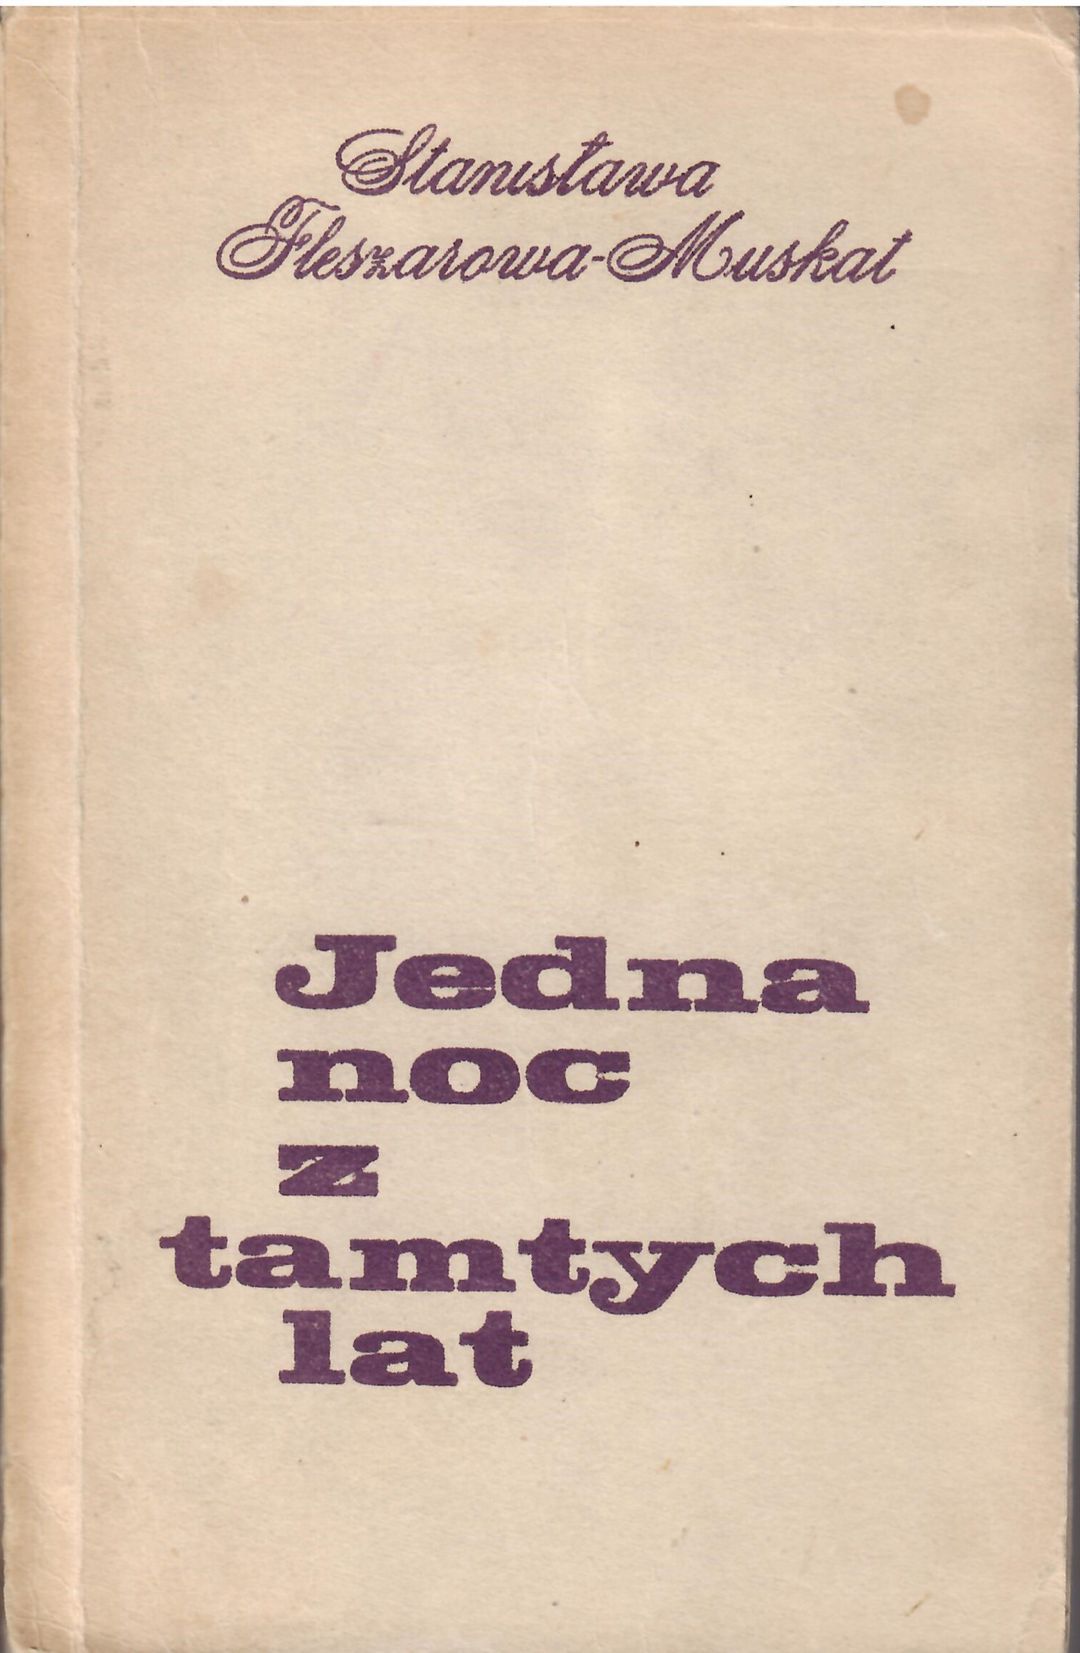 Stanisława
Fleszarowa-Muskat
Jedna
noc
z
tamtych
lat